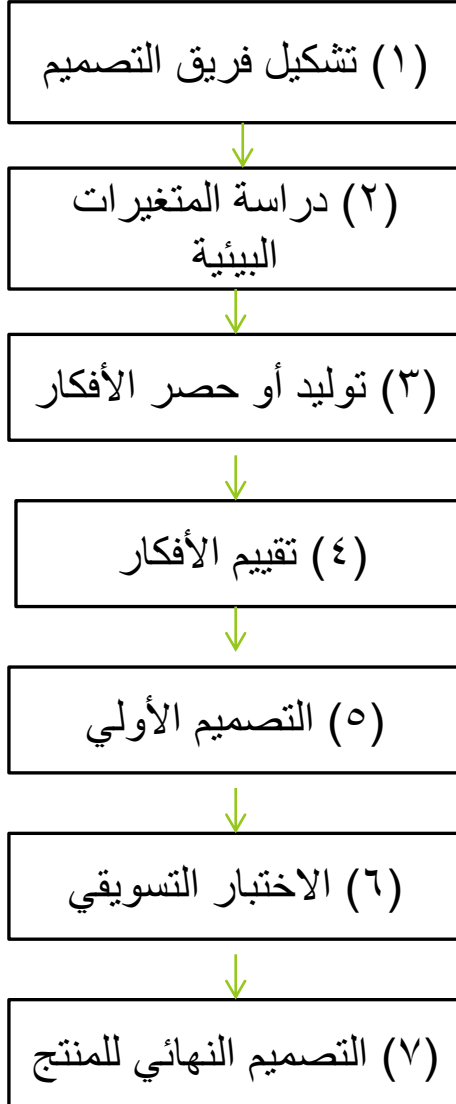 (١) تشكيل فريق التصميم
(٢) دراسة المتغيرات
البيئية
(٣) توليد أو حصر الأفكار
(٤) تقييم الأفكار
(٥) التصميم الأولي
(٦) الاختبار التسويقي
(٧) التصميم النهائي للمنتج